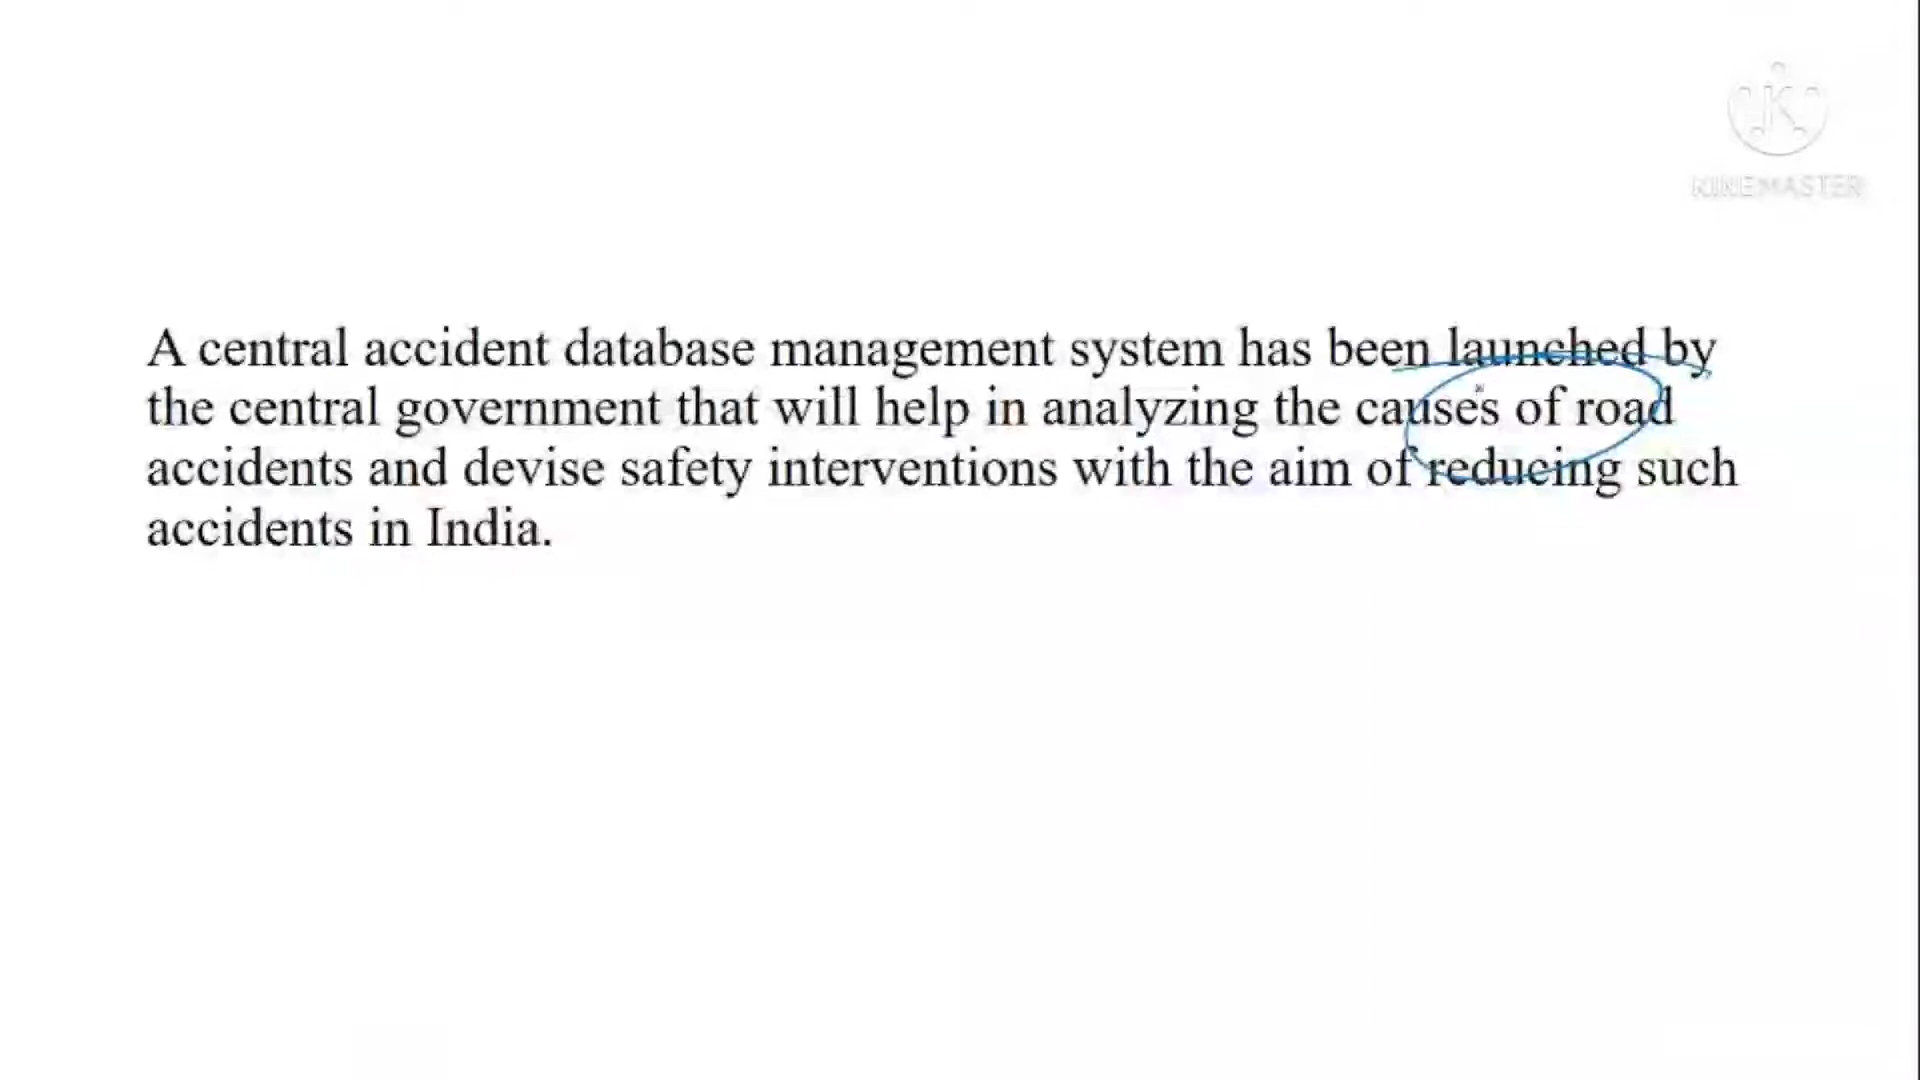 KINEMASTER
A central accident database management system has been launched by
the central government that will help in analyzing the causes of road
accidents and devise safety interventions with the aim of reducing such
accidents in India.